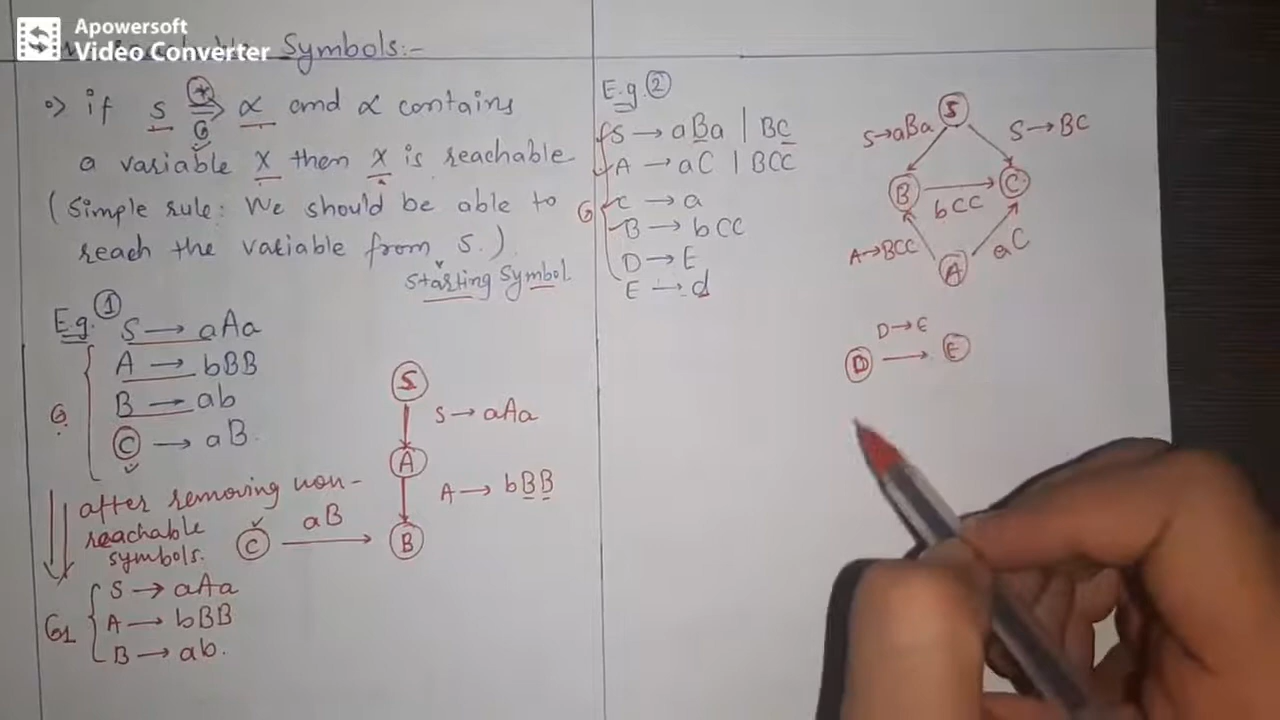 Apowersoft
Video Converter
Symbols:-
if S *⇒ G α and α contains
a variable X then X is reachable
(Simple rule: We should be able to
reach the variable from S.)
Starting Symbol
E.g. ①
G
S → aAa
A → bBB
B → ab
C → aB.
after removing non-
reachable
symbols.
G1
S → aAa
A → bBB
B → ab.
S
S → aAa
A
A → bBB
C aB B
E.g. ②
G
S → aBa | BC
A → aC | BCC
C → a
B → bCC
D → E
E → d
S
S→aBa
S→BC
B bCC C
A→BCC
aC
A
D→E
D E